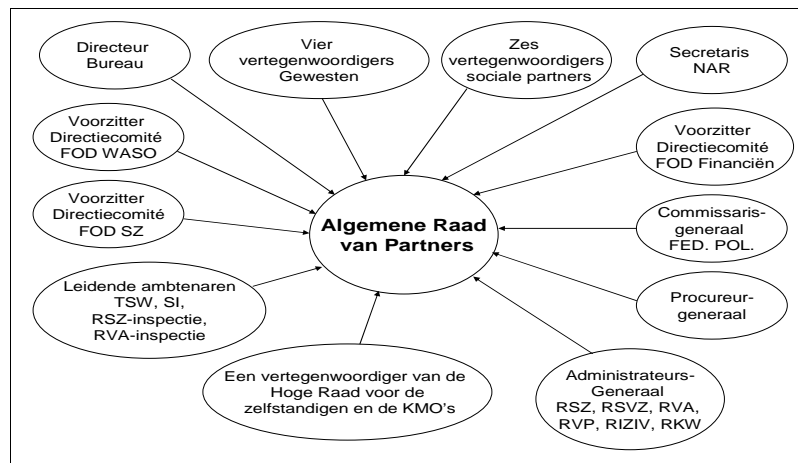 Directeur
Bureau
Vier
vertegenwoordigers
Gewesten
Zes
vertegenwoordigers
sociale partners
Secretaris
NAR
Voorzitter
Directiecomité
FOD WASO
Voorzitter
Directiecomité
FOD Financiën
Algemene Raad
van Partners
Voorzitter
Directiecomité
FOD SZ
Commissaris-
generaal
FED. POL.
Leidende ambtenaren
TSW, SI,
RSZ-inspectie,
RVA-inspectie
Procureur-
generaal
Een vertegenwoordiger van de
Hoge Raad voor de
zelfstandigen en de KMO's
Administrateurs-
Generaal
RSZ, RSVZ, RVA,
RVP, RIZIV, RKW